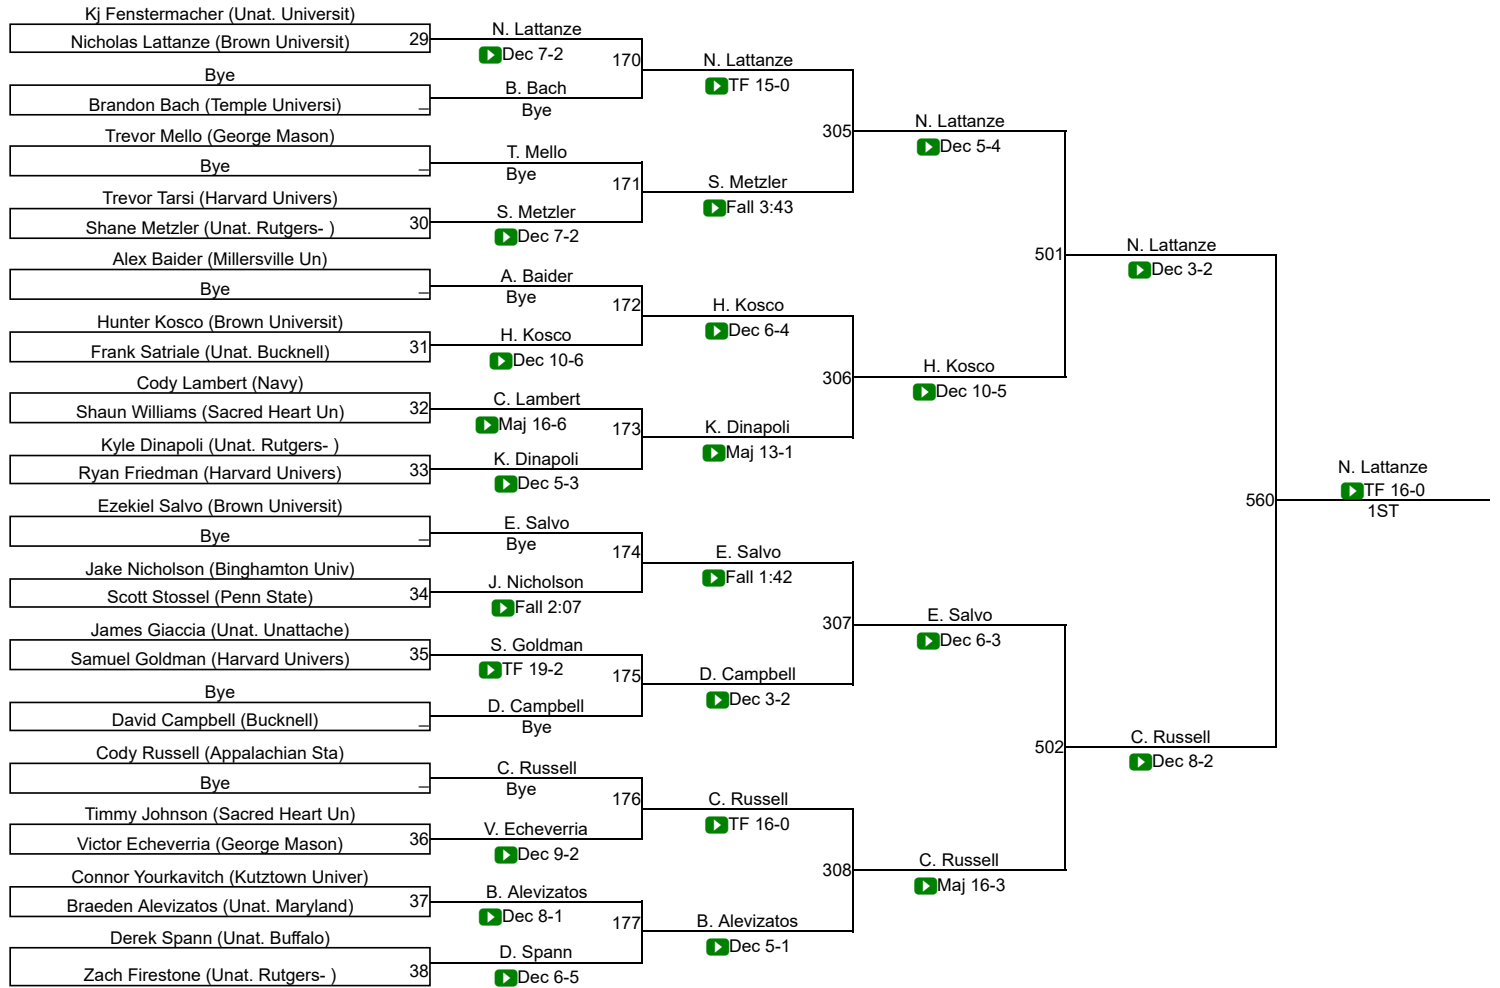 Kj Fenstermacher (Unat. Universit)
Nicholas Lattanze (Brown Universit)
29
Bye
Brandon Bach (Temple Universi)
_
Trevor Mello (George Mason)
Bye
_
Trevor Tarsi (Harvard Univers)
Shane Metzler (Unat. Rutgers- )
30
Alex Baider (Millersville Un)
Bye
_
Hunter Kosco (Brown Universit)
Frank Satriale (Unat. Bucknell)
31
Cody Lambert (Navy)
Shaun Williams (Sacred Heart Un)
32
Kyle Dinapoli (Unat. Rutgers- )
Ryan Friedman (Harvard Univers)
33
Ezekiel Salvo (Brown Universit)
Bye
_
Jake Nicholson (Binghamton Univ)
Scott Stossel (Penn State)
34
James Giaccia (Unat. Unattache)
Samuel Goldman (Harvard Univers)
35
Bye
David Campbell (Bucknell)
_
Cody Russell (Appalachian Sta)
Bye
_
Timmy Johnson (Sacred Heart Un)
Victor Echeverria (George Mason)
36
Connor Yourkavitch (Kutztown Univer)
Braeden Alevizatos (Unat. Maryland)
37
Derek Spann (Unat. Buffalo)
Zach Firestone (Unat. Rutgers- )
38
N. Lattanze
Dec 7-2
170
B. Bach
Bye
T. Mello
Bye
171
S. Metzler
Dec 7-2
A. Baider
Bye
172
H. Kosco
Dec 10-6
C. Lambert
Maj 16-6
173
K. Dinapoli
Dec 5-3
E. Salvo
Bye
174
J. Nicholson
Fall 2:07
S. Goldman
TF 19-2
175
D. Campbell
Bye
C. Russell
Bye
176
V. Echeverria
Dec 9-2
B. Alevizatos
Dec 8-1
177
D. Spann
Dec 6-5
N. Lattanze
TF 15-0
305
S. Metzler
Fall 3:43
H. Kosco
Dec 6-4
306
K. Dinapoli
Maj 13-1
E. Salvo
Fall 1:42
307
D. Campbell
Dec 3-2
C. Russell
TF 16-0
308
B. Alevizatos
Dec 5-1
N. Lattanze
Dec 5-4
501
H. Kosco
Dec 10-5
E. Salvo
Dec 6-3
502
C. Russell
Maj 16-3
N. Lattanze
Dec 3-2
560
C. Russell
Dec 8-2
N. Lattanze
TF 16-0
1ST